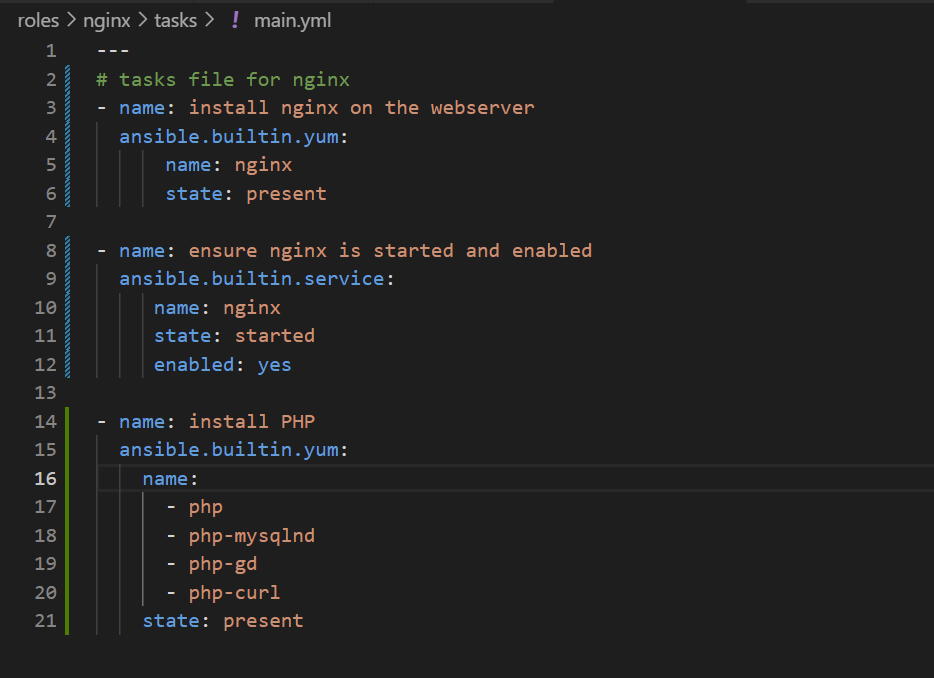 roles > nginx > tasks > ! main.yml
1 ---
2 # tasks file for nginx
3 - name: install nginx on the webserver
4   ansible.builtin.yum:
5       name: nginx
6       state: present
7
8 - name: ensure nginx is started and enabled
9   ansible.builtin.service:
10      name: nginx
11      state: started
12      enabled: yes
13
14 - name: install PHP
15   ansible.builtin.yum:
16     name:
17       - php
18       - php-mysqlnd
19       - php-gd
20       - php-curl
21     state: present